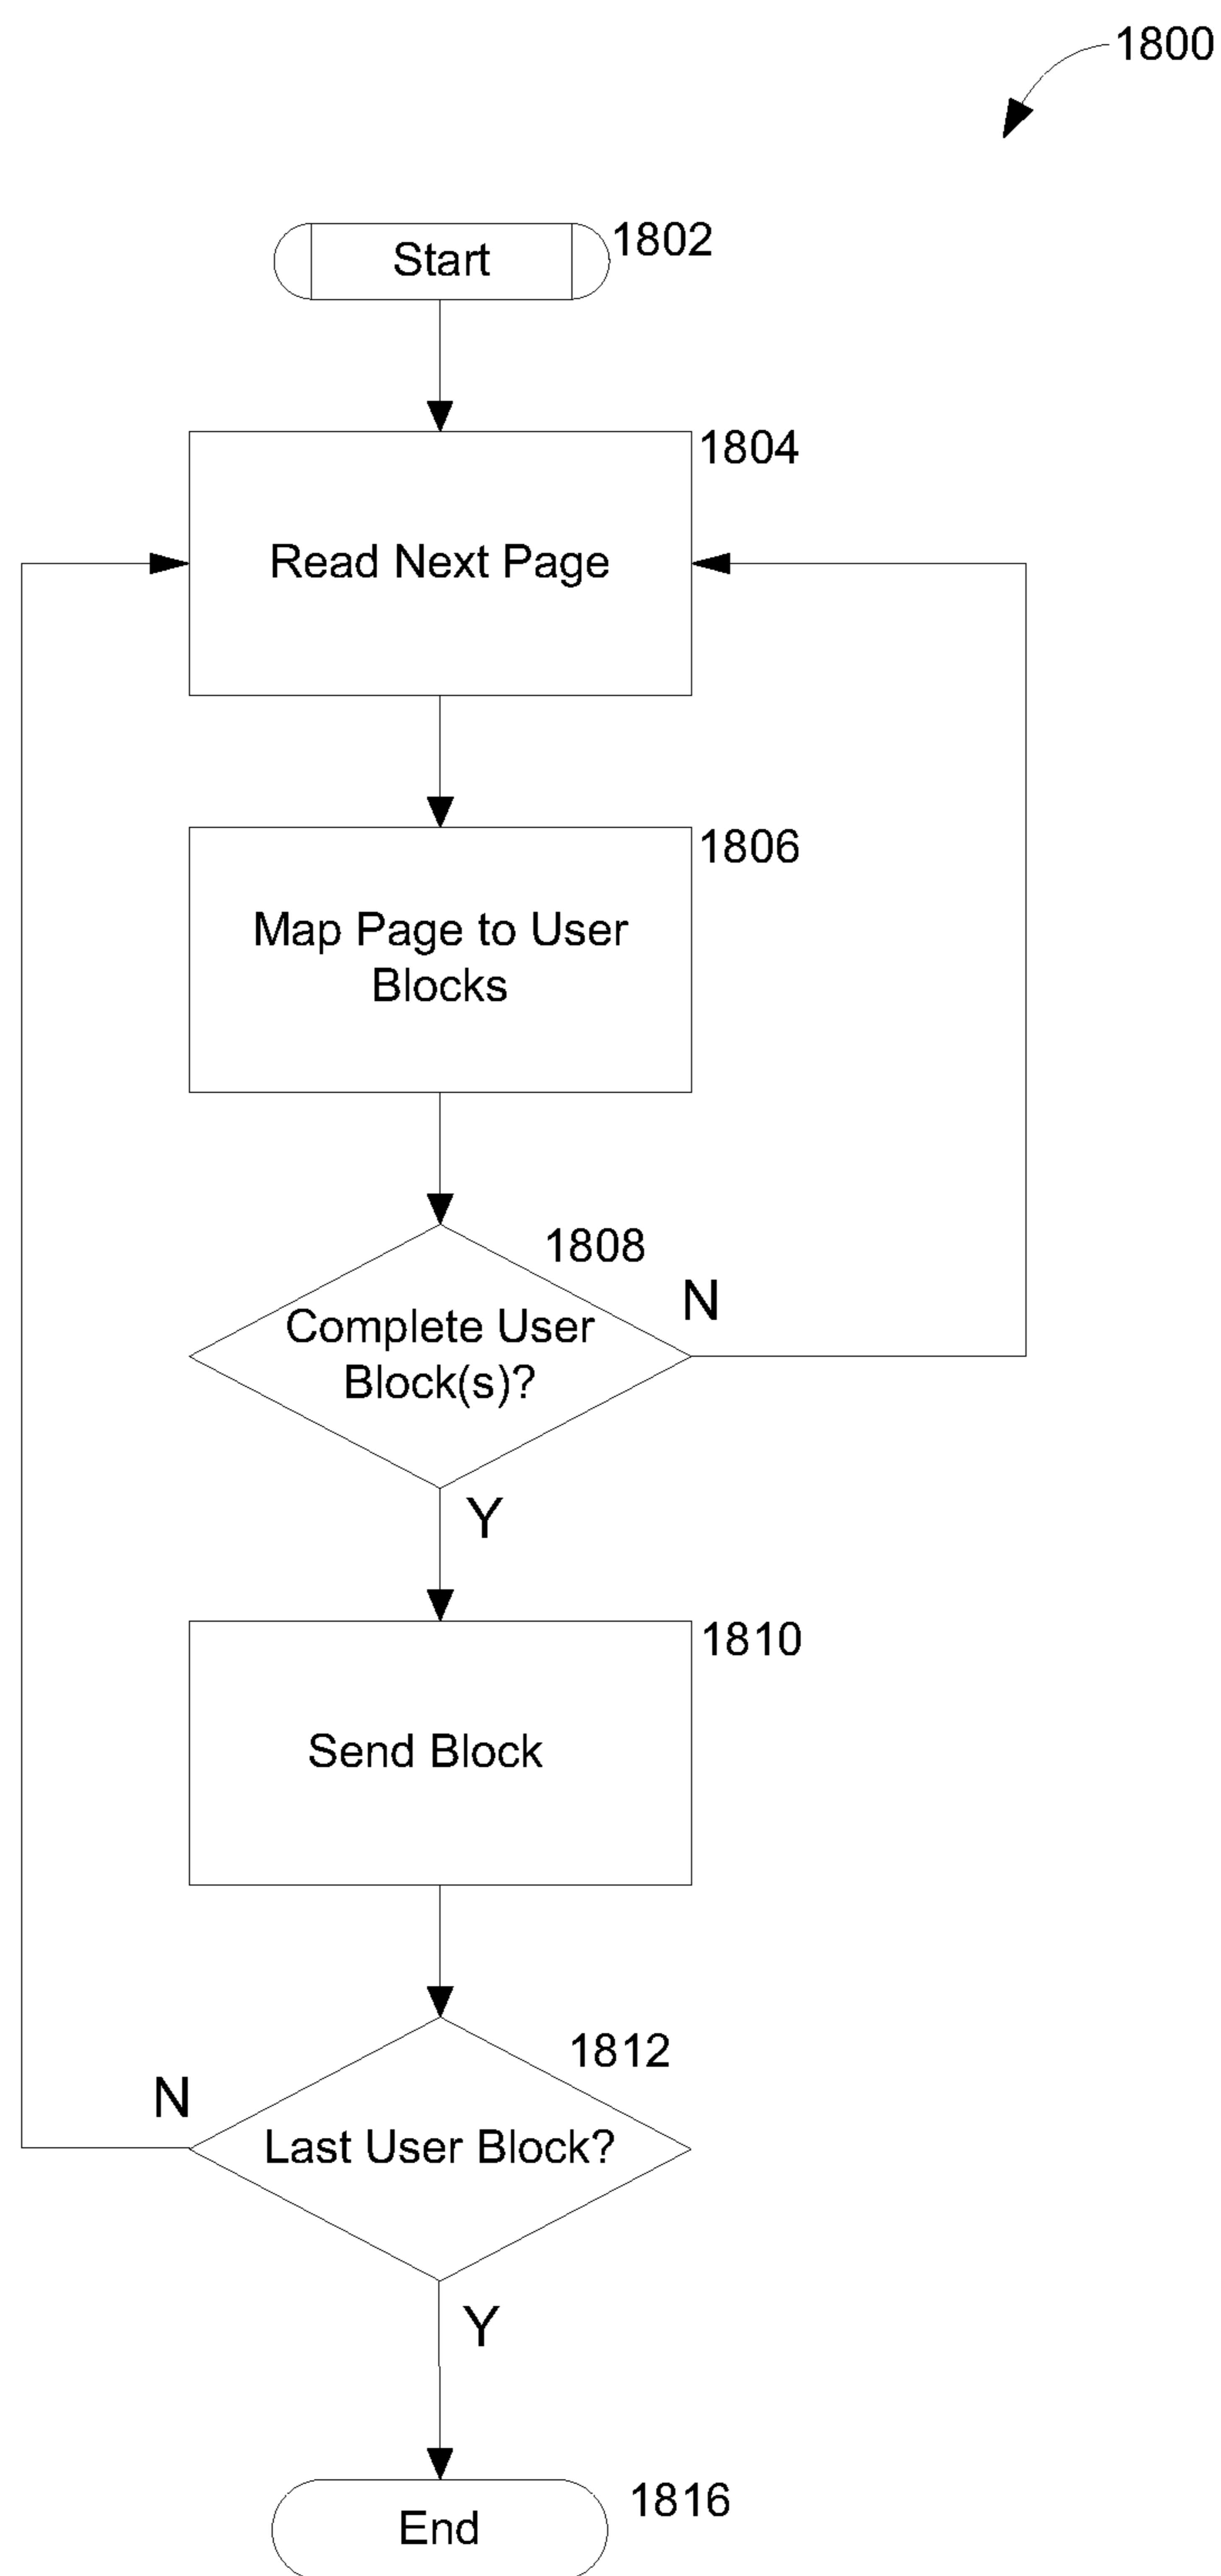 1800
Start
1802
1804
Read Next Page
1806
Map Page to User
Blocks
1808
N
Complete User
Block(s)?
Y
1810
Send Block
1812
N
Last User Block?
Y
1816
End